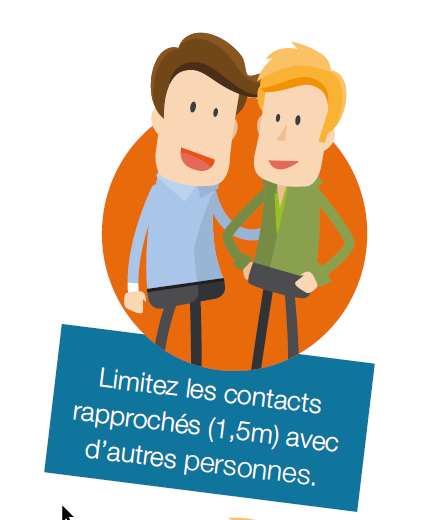 Limitez les contacts
rapprochés (1,5m) avec
d'autres personnes.